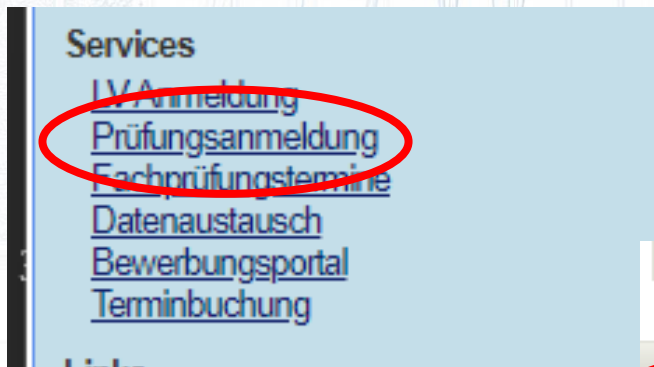 Services
LV Anmeldung
Prüfungsanmeldung
Fachprüfungstermine
Datenaustausch
Bewerbungsportal
Terminbuchung